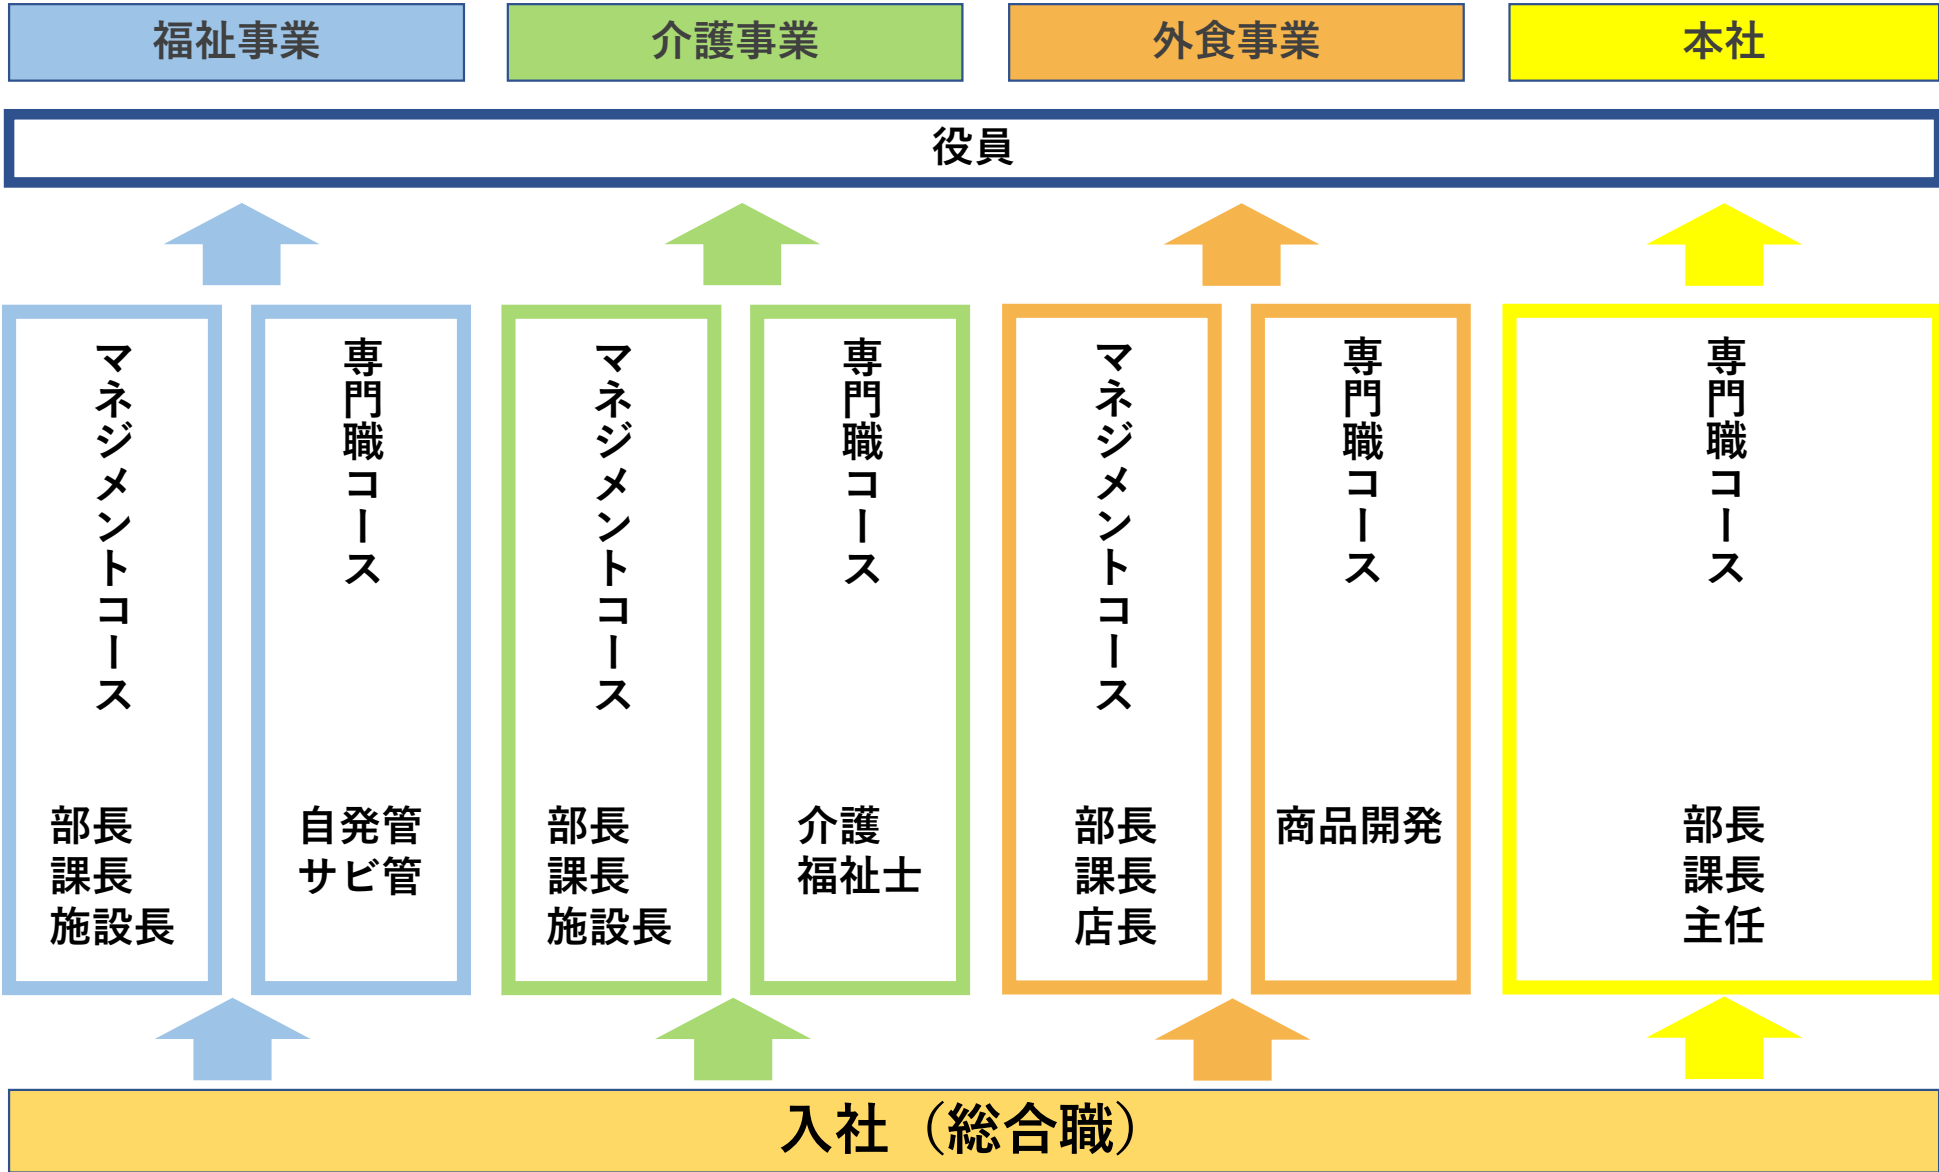 福祉事業
介護事業
外食事業
本社
役員
マネジメントコース
部長
課長
施設長
専門職コース
自発管
サビ管
マネジメントコース
部長
課長
施設長
専門職コース
介護
福祉士
マネジメントコース
部長
課長
店長
専門職コース
商品開発
専門職コース
部長
課長
主任
入社（総合職）